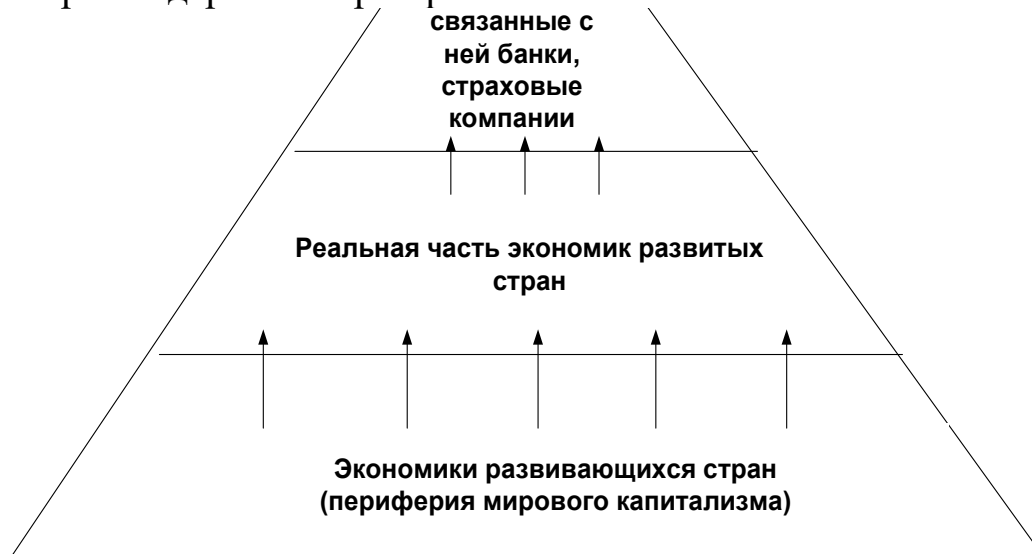 связанные с
ней банки,
страховые
компании
Реальная часть экономик развитых
стран
Экономики развивающихся стран
(периферия мирового капитализма)